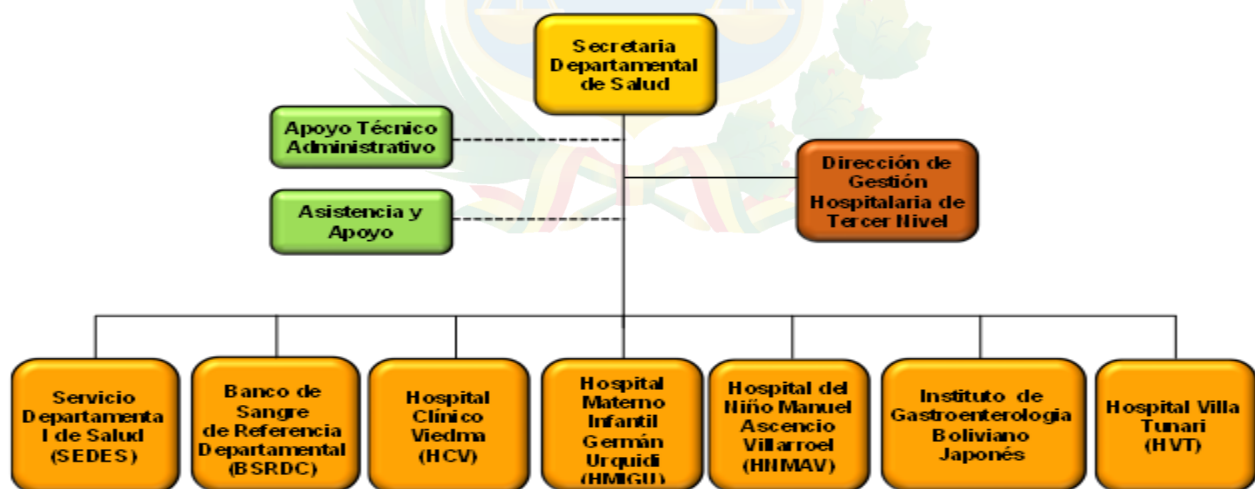 Secretaria
Departamental
de Salud
Apoyo Técnico
Administrativo
Dirección de
Gestión
Hospitalaria de
Tercer Nivel
Asistencia y
Apoyo
Servicio
Departamenta
l de Salud
(SEDES)
Banco de
Sangre
de Referencia
Departamental
(BSRDC)
Hospital
Clínico
Viedma
(HCV)
Hospital
Materno
Infantil
Germán
Urquidi
(HMIGU)
Hospital del
Niño Manuel
Ascencio
Villarroel
(HNMAV)
Instituto de
Gastroenterologia
Boliviano
Japonés
Hospital Villa
Tunari
(HVT)